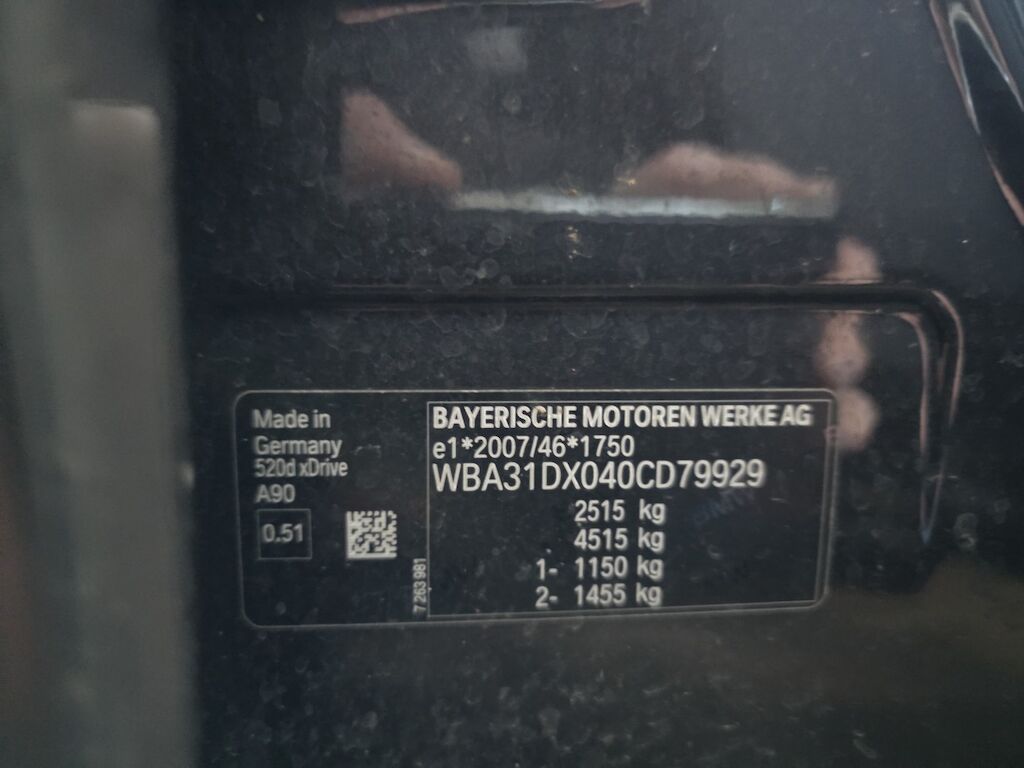 Made in
Germany
520d xDrive
A90
0.51
7 263 981
BAYERISCHE MOTOREN WERKE AG
e1*2007/46*1750
WBA31DX040CD79929
2515 kg
4515 kg
1- 1150 kg
2- 1455 kg